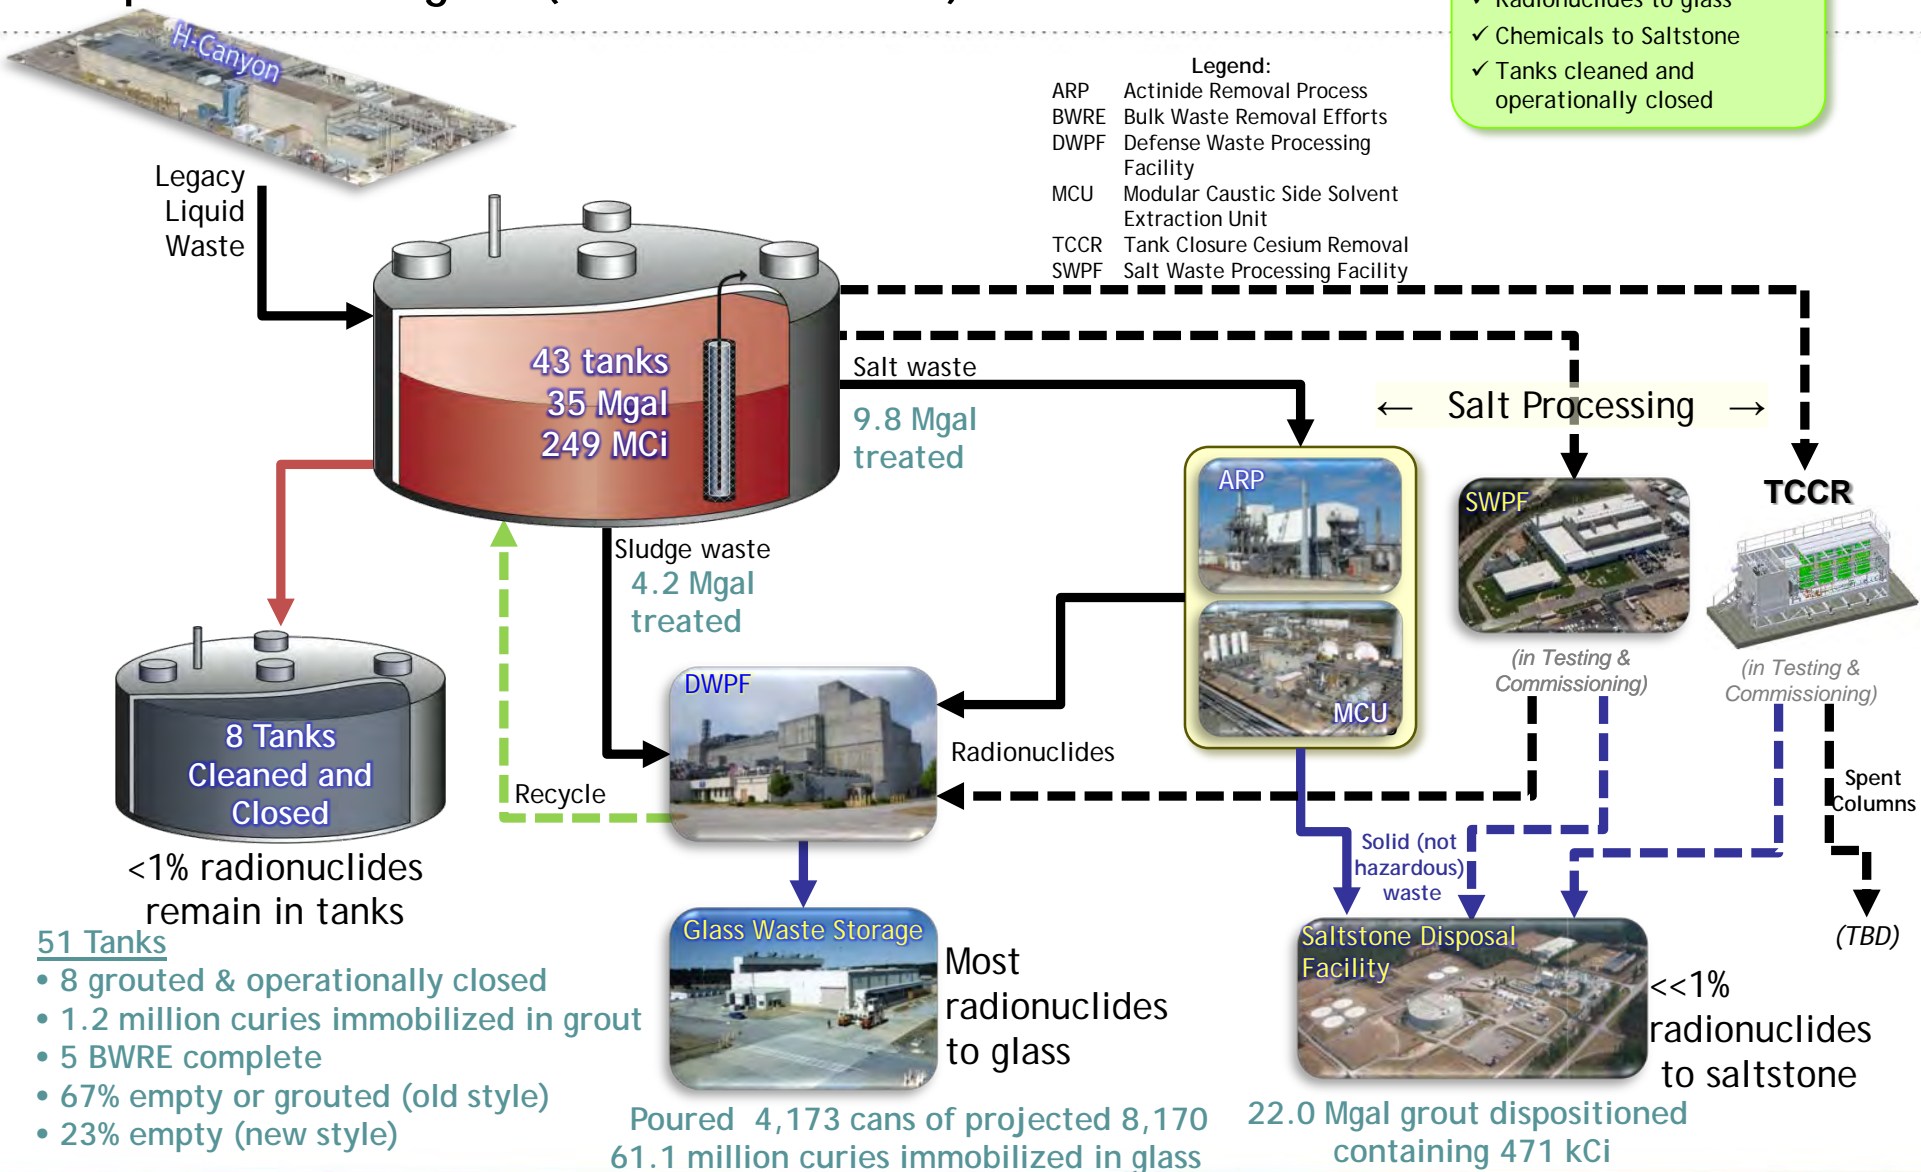 ✓ Radionuclides to glass
✓ Chemicals to Saltstone
✓ Tanks cleaned and
operationally closed
H-Canyon
Legend:
ARP Actinide Removal Process
BWRE Bulk Waste Removal Efforts
DWPF Defense Waste Processing
Facility
MCU Modular Caustic Side Solvent
Extraction Unit
TCCR Tank Closure Cesium Removal
SWPF Salt Waste Processing Facility
Legacy
Liquid
Waste
43 tanks
35 Mgal
249 MCi
Salt waste
9.8 Mgal
treated
← Salt Processing →
ARP
MCU
SWPF
(in Testing &
Commissioning)
TCCR
(in Testing &
Commissioning)
Sludge waste
4.2 Mgal
treated
DWPF
Radionuclides
Recycle
8 Tanks
Cleaned and
Closed
<1% radionuclides
remain in tanks
Solid (not
hazardous)
waste
Spent
Columns
(TBD)
51 Tanks
• 8 grouted & operationally closed
• 1.2 million curies immobilized in grout
• 5 BWRE complete
• 67% empty or grouted (old style)
• 23% empty (new style)
Glass Waste Storage
Most
radionuclides
to glass
Poured 4,173 cans of projected 8,170
61.1 million curies immobilized in glass
Saltstone Disposal
Facility
<<1%
radionuclides
to saltstone
22.0 Mgal grout dispositioned
containing 471 kCi